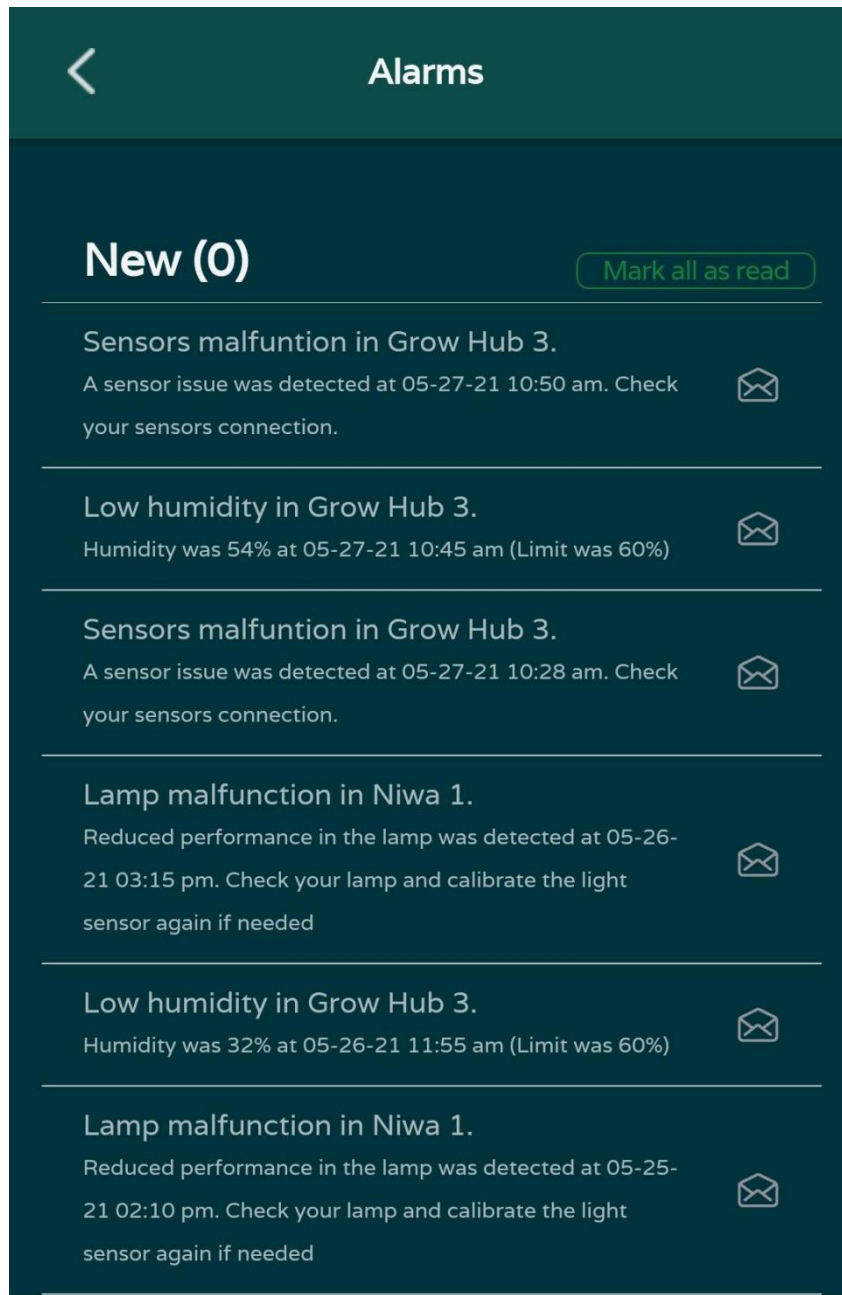 Alarms
New (0)
Mark all as read
Sensors malfuntion in Grow Hub 3.
A sensor issue was detected at 05-27-21 10:50 am. Check
your sensors connection.
Low humidity in Grow Hub 3.
Humidity was 54% at 05-27-21 10:45 am (Limit was 60%)
Sensors malfuntion in Grow Hub 3.
A sensor issue was detected at 05-27-21 10:28 am. Check
your sensors connection.
Lamp malfunction in Niwa 1.
Reduced performance in the lamp was detected at 05-26-
21 03:15 pm. Check your lamp and calibrate the light
sensor again if needed
Low humidity in Grow Hub 3.
Humidity was 32% at 05-26-21 11:55 am (Limit was 60%)
Lamp malfunction in Niwa 1.
Reduced performance in the lamp was detected at 05-25-
21 02:10 pm. Check your lamp and calibrate the light
sensor again if needed